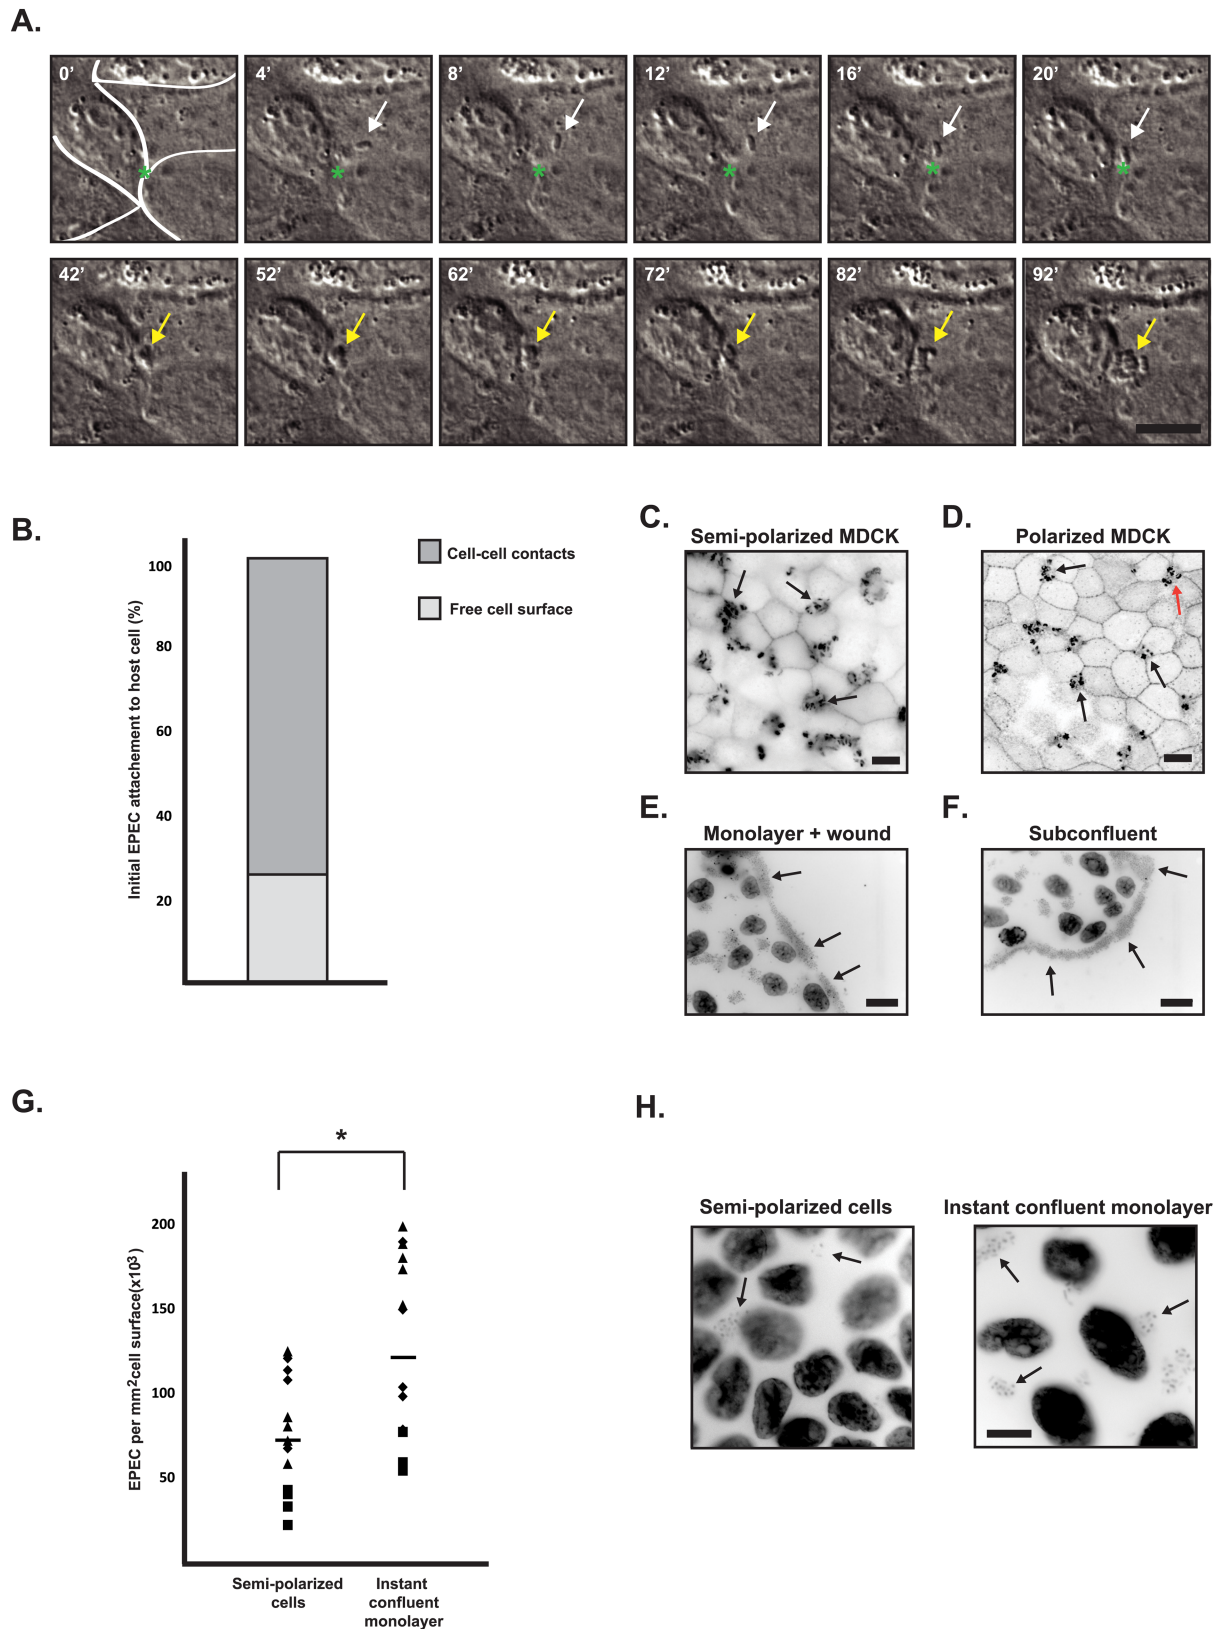 A.
0’ 4’ 8’ 12’ 16’ 20’
*
*
*
*
*
*
42’ 52’ 62’ 72’ 82’ 92’
B.
Initial EPEC attachement to host cell (%)
100
80
60
40
20
Cell-cell contacts
Free cell surface
C.
Semi-polarized MDCK
D.
Polarized MDCK
E.
Monolayer + wound
F.
Subconfluent
G.
*
EPEC per mm2cell surface(x103)
200
150
100
50
Semi-polarized
cells
Instant
confluent
monolayer
H.
Semi-polarized cells
Instant confluent monolayer